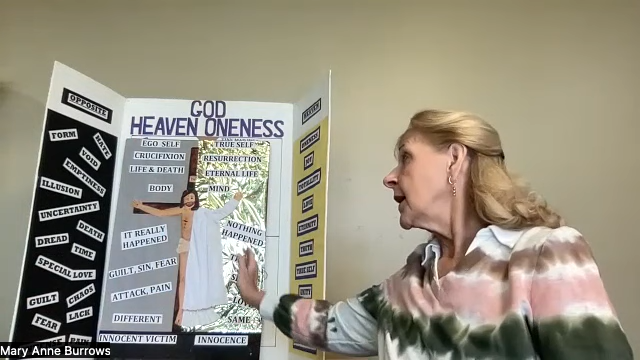 OPPOSITE
FORM
HATE
VOID
EMPTINESS
ILLUSION
UNCERTAINTY
DEATH
DREAD
TIME
SPECIAL LOVE
CHAOS
GUILT
LACK
FEAR
GOD
HEAVEN ONENESS
EGO SELF
CRUCIFIXION
LIFE & DEATH
BODY
IT REALLY
HAPPENED
GUILT, SIN, FEAR
ATTACK, PAIN
DIFFERENT
INNOCENT VICTIM
TRUE SELF
RESURRECTION
ETERNAL LIFE
MIND
NOTHING
HAPPENED
SAME
INNOCENCE
HEAVEN
ETERNITY
TRUTH
TRUE SELF
Mary Anne Burrows